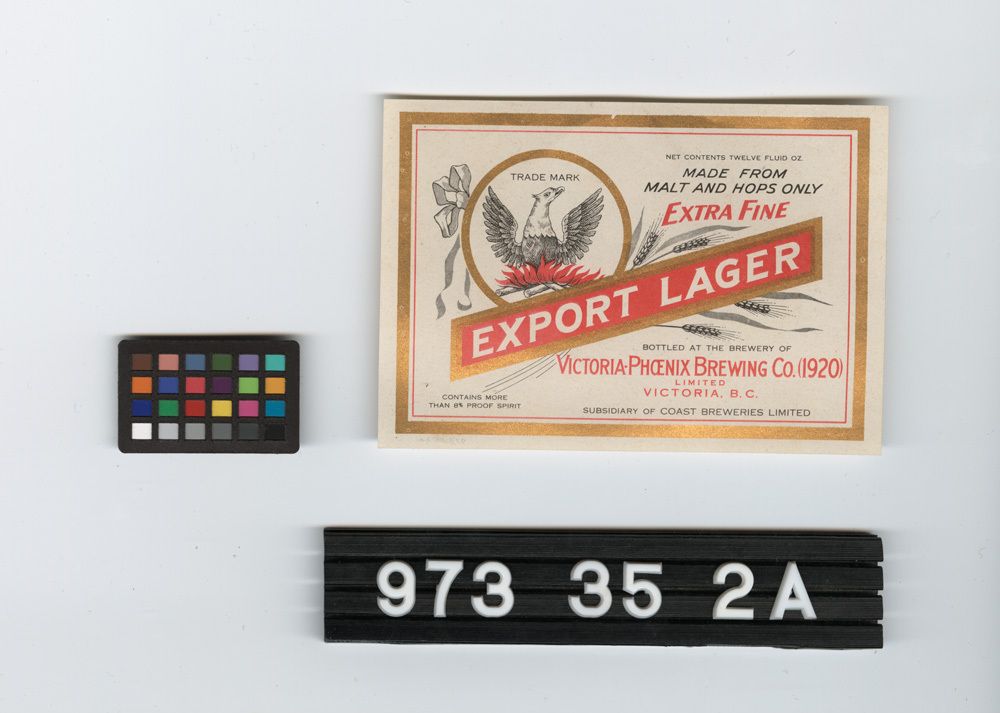 NET CONTENTS TWELVE FLUID OZ.
TRADE MARK
MADE FROM
MALT AND HOPS ONLY
EXTRA FINE
EXPORT LAGER
BOTTLED AT THE BREWERY OF
VICTORIA-PHŒNIX BREWING CO. (1920)
LIMITED
VICTORIA, B.C.
CONTAINS MORE
THAN 8% PROOF SPIRIT
SUBSIDIARY OF COAST BREWERIES LIMITED
973 35 2A